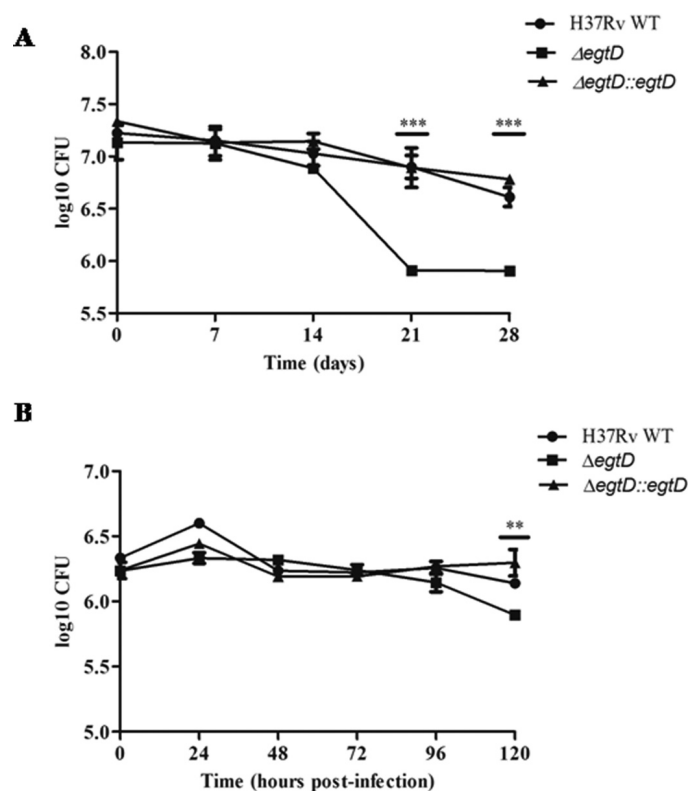 A
H37Rv WT
ΔegtD
ΔegtD::egtD
8.0
7.5
7.0
6.5
6.0
5.5
log10 CFU
***
***
0 7 14 21 28
Time (days)
B
H37Rv WT
ΔegtD
ΔegtD::egtD
7.0
6.5
6.0
5.5
5.0
log10 CFU
**
0 24 48 72 96 120
Time (hours post-infection)